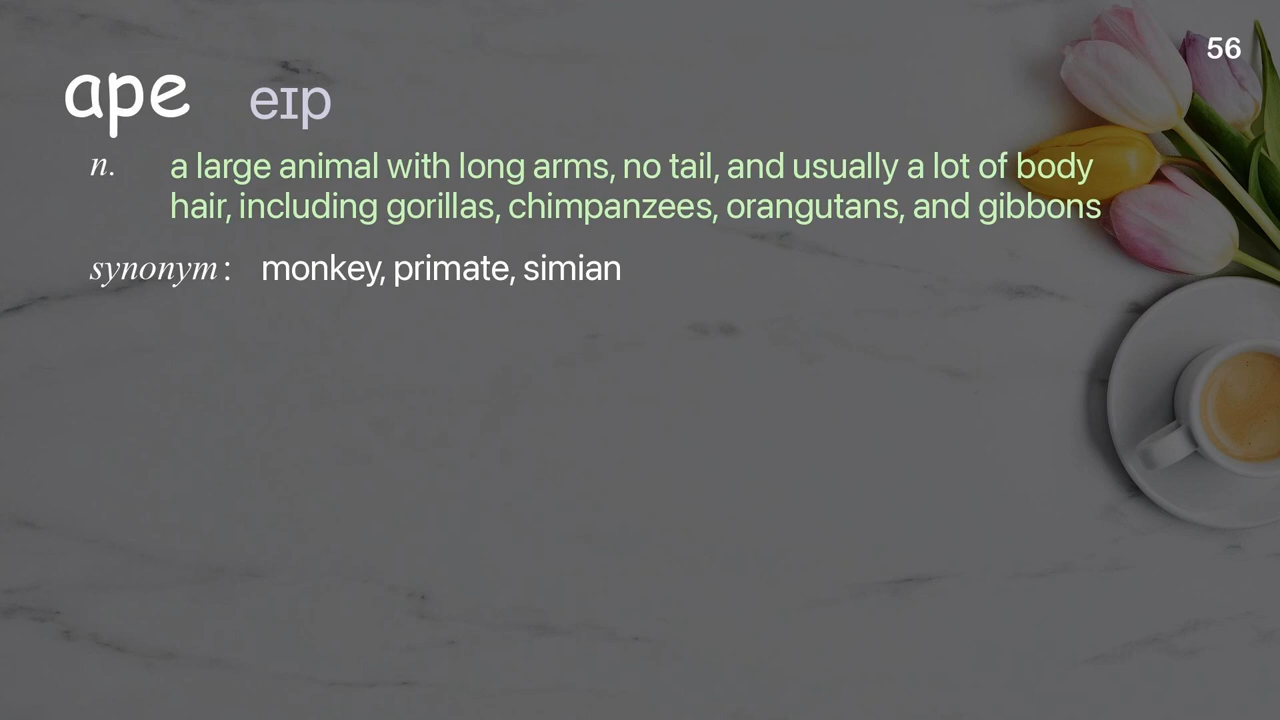 56
ape eɪp
n. a large animal with long arms, no tail, and usually a lot of body
hair, including gorillas, chimpanzees, orangutans, and gibbons
synonym : monkey, primate, simian